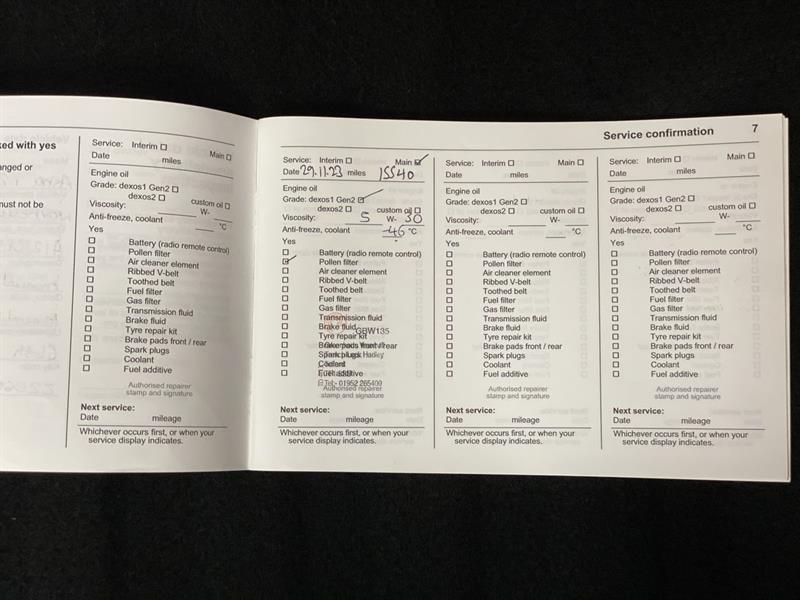 ked with yes
anged or
must not be
Service: Interim ☐
Main ☐
Date miles
Engine oil
Grade: dexos1 Gen2 ☐
dexos2 ☐ custom oil ☐
Viscosity: W-
Anti-freeze, coolant °C
Yes
☐ Battery (radio remote control)
☐ Pollen filter
☐ Air cleaner element
☐ Ribbed V-belt
☐ Toothed belt
☐ Fuel filter
☐ Gas filter
☐ Transmission fluid
☐ Brake fluid
☐ Tyre repair kit
☐ Brake pads front / rear
☐ Spark plugs
☐ Coolant
☐ Fuel additive
Authorised repairer
stamp and signature
Next service:
Date mileage
Whichever occurs first, or when your
service display indicates.
Service confirmation 7
Service: Interim ☐ Main ☑
Date 29.11.23 miles 15540
Engine oil
Grade: dexos1 Gen2 ☑
dexos2 ☐ custom oil ☐
Viscosity: 5 W- 30
Anti-freeze, coolant -46 °C
Yes
☐ Battery (radio remote control)
☑ Pollen filter
☐ Air cleaner element
☐ Ribbed V-belt
☐ Toothed belt
☐ Fuel filter
☐ Gas filter
☐ Transmission fluid
☐ Brake fluid
GBW135
☐ Tyre repair kit
☐ Brake pads front / rear
☐ Spark plugs
Hadley
☐ Coolant
☐ Fuel additive
Tel: 01952 265400
Authorised repairer
stamp and signature
Next service:
Date mileage
Whichever occurs first, or when your
service display indicates.
Service: Interim ☐ Main ☐
Date miles
Engine oil
Grade: dexos1 Gen2 ☐
dexos2 ☐ custom oil ☐
Viscosity: W-
Anti-freeze, coolant °C
Yes
☐ Battery (radio remote control)
☐ Pollen filter
☐ Air cleaner element
☐ Ribbed V-belt
☐ Toothed belt
☐ Fuel filter
☐ Gas filter
☐ Transmission fluid
☐ Brake fluid
☐ Tyre repair kit
☐ Brake pads front / rear
☐ Spark plugs
☐ Coolant
☐ Fuel additive
Authorised repairer
stamp and signature
Next service:
Date mileage
Whichever occurs first, or when your
service display indicates.
Service: Interim ☐ Main ☐
Date miles
Engine oil
Grade: dexos1 Gen2 ☐
dexos2 ☐ custom oil ☐
Viscosity: W-
Anti-freeze, coolant °C
Yes
☐ Battery (radio remote control)
☐ Pollen filter
☐ Air cleaner element
☐ Ribbed V-belt
☐ Toothed belt
☐ Fuel filter
☐ Gas filter
☐ Transmission fluid
☐ Brake fluid
☐ Tyre repair kit
☐ Brake pads front / rear
☐ Spark plugs
☐ Coolant
☐ Fuel additive
Authorised repairer
stamp and signature
Next service:
Date mileage
Whichever occurs first, or when your
service display indicates.